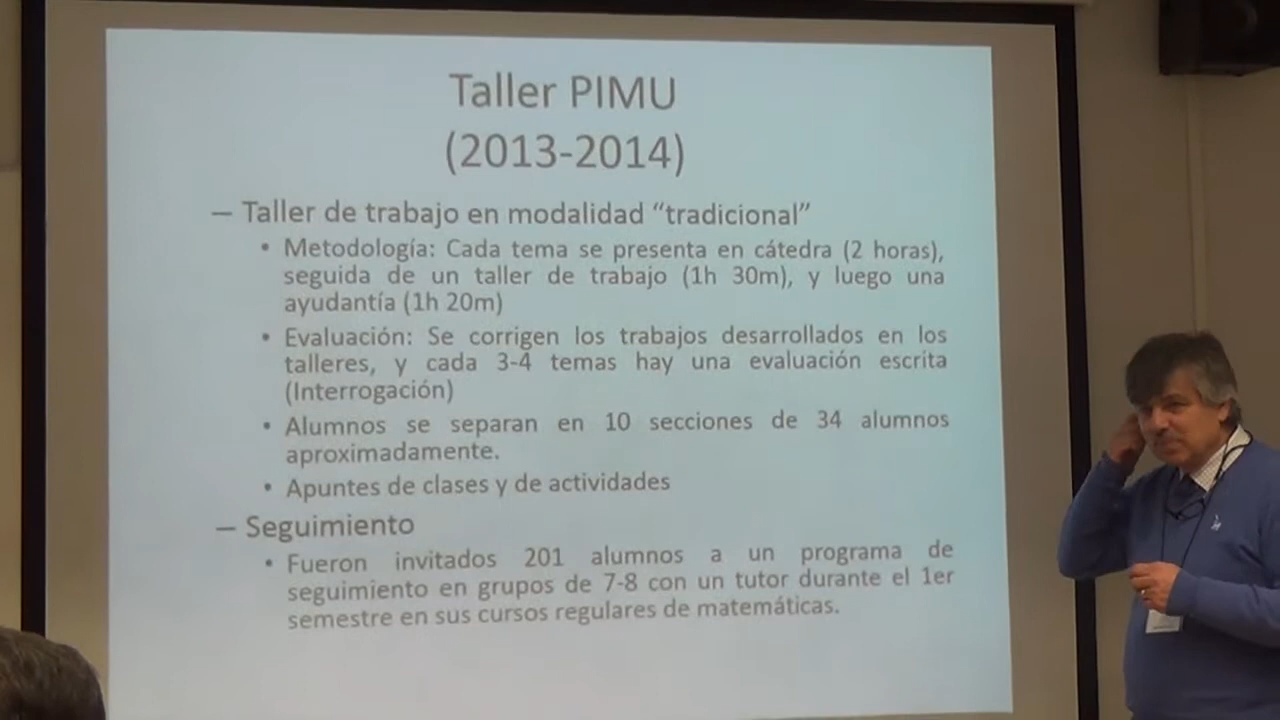 Taller PIMU
(2013-2014)
– Taller de trabajo en modalidad “tradicional”
• Metodología: Cada tema se presenta en cátedra (2 horas),
seguida de un taller de trabajo (1h 30m), y luego una
ayudantía (1h 20m)
• Evaluación: Se corrigen los trabajos desarrollados en los
talleres, y cada 3-4 temas hay una evaluación escrita
(Interrogación)
• Alumnos se separan en 10 secciones de 34 alumnos
aproximadamente.
• Apuntes de clases y de actividades
– Seguimiento
• Fueron invitados 201 alumnos a un programa de
seguimiento en grupos de 7-8 con un tutor durante el 1er
semestre en sus cursos regulares de matemáticas.